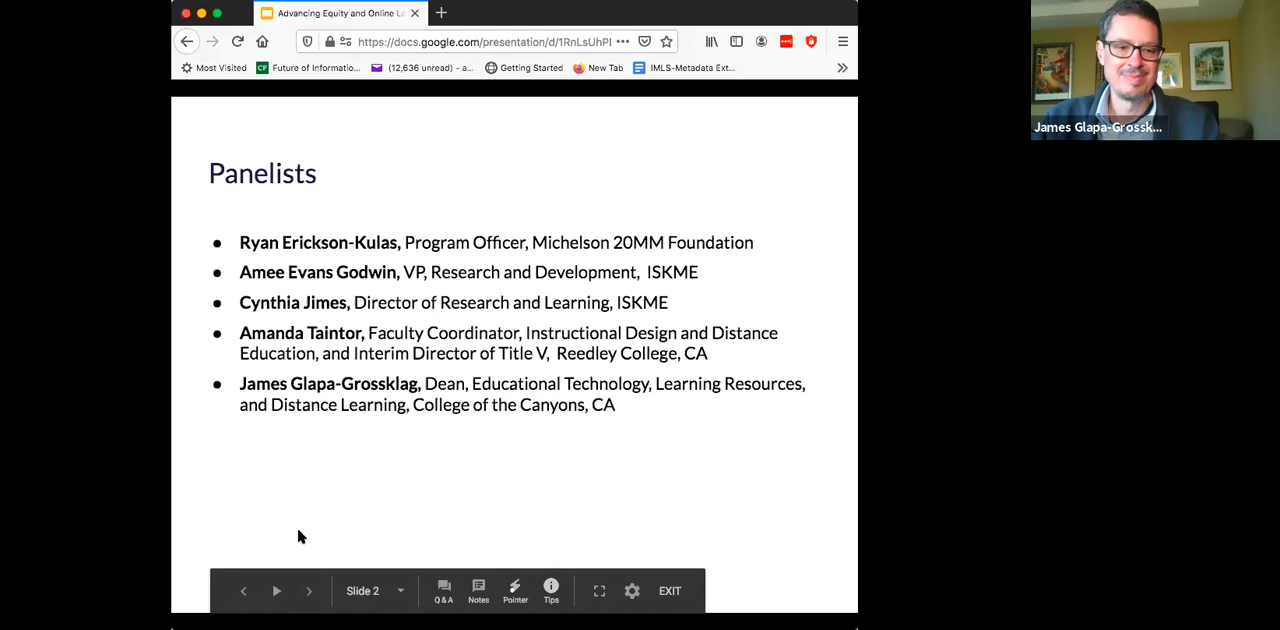 Advancing Equity and Online Le
https://docs.google.com/presentation/d/1RnLsUhPI
Most Visited
CF
Future of Informatio...
(12,636 unread) - a...
Getting Started
New Tab
IMLS-Metadata Ext...
James Glapa-Grossk...
Panelists
Ryan Erickson-Kulas, Program Officer, Michelson 20MM Foundation
Amee Evans Godwin, VP, Research and Development, ISKME
Cynthia Jimes, Director of Research and Learning, ISKME
Amanda Taintor, Faculty Coordinator, Instructional Design and Distance
Education, and Interim Director of Title V, Reedley College, CA
James Glapa-Grossklag, Dean, Educational Technology, Learning Resources,
and Distance Learning, College of the Canyons, CA
Slide 2
Q & A
Notes
Pointer
Tips
EXIT